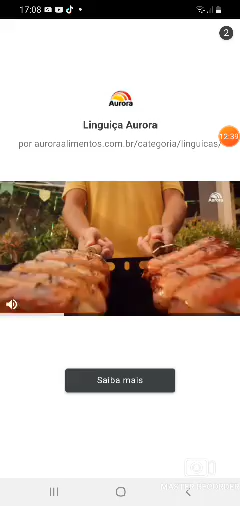 17:08
2
Aurora
Linguiça Aurora
por auroraalimentos.com.br/categoria/linguicas/
12:39
Aurora
Saiba mais